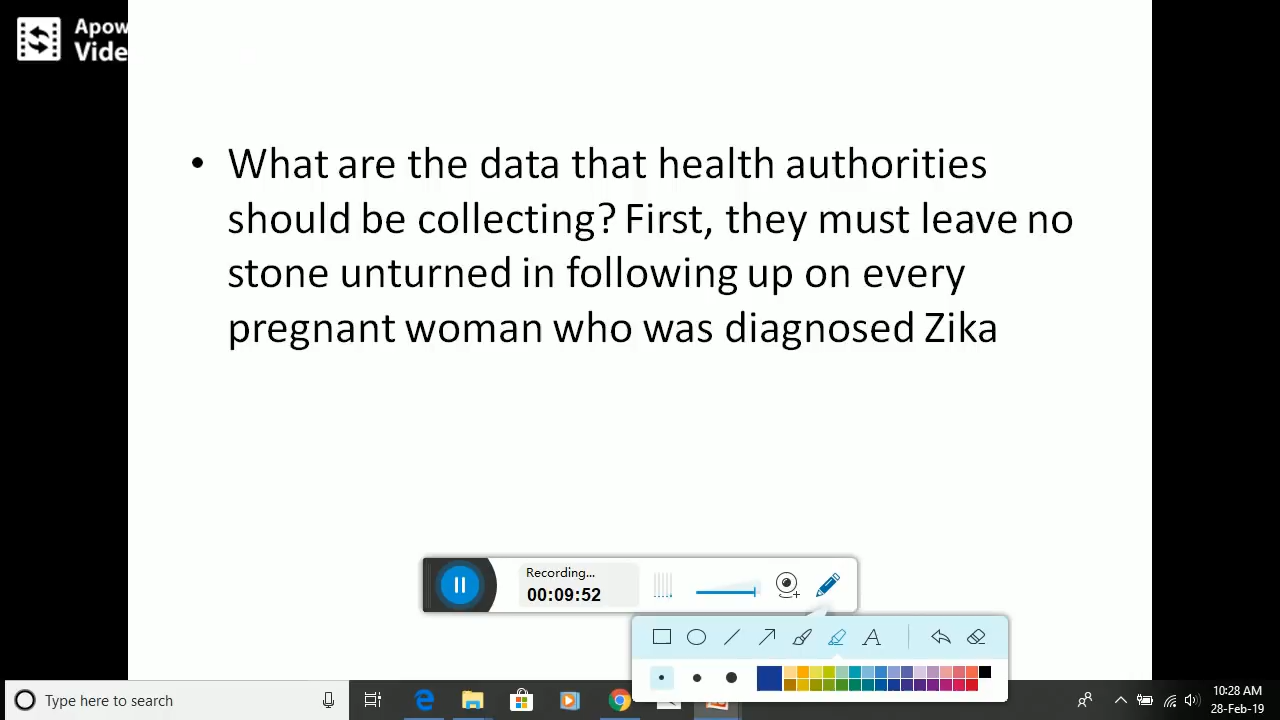 Apow
Vide
• What are the data that health authorities
should be collecting? First, they must leave no
stone unturned in following up on every
pregnant woman who was diagnosed Zika
Recording...
00:09:52
A
Type here to search
10:28 AM
28-Feb-19